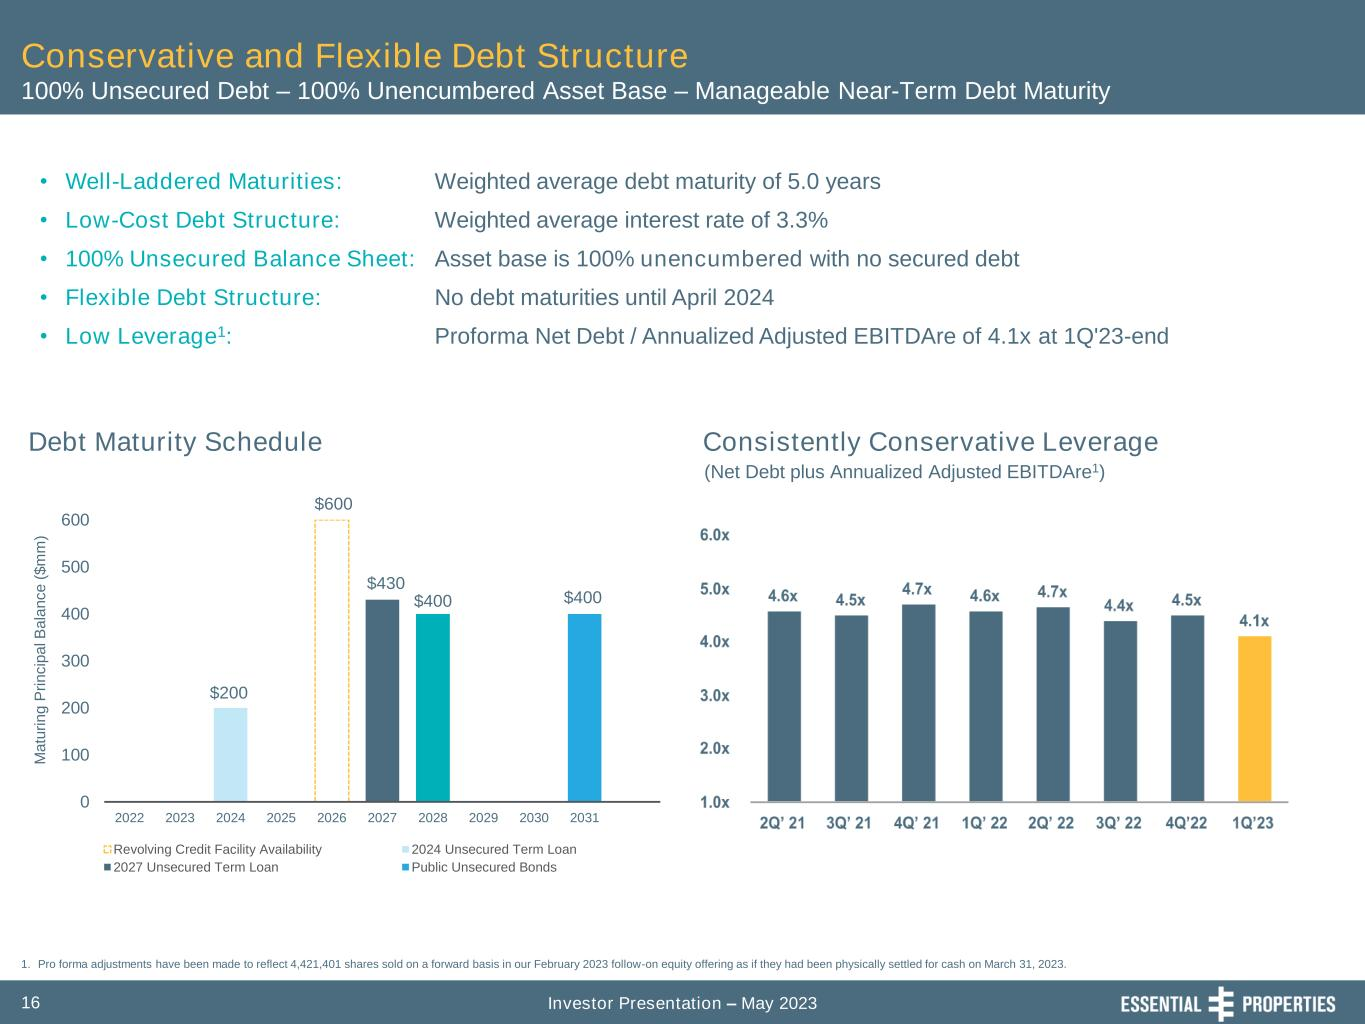 Conservative and Flexible Debt Structure
100% Unsecured Debt – 100% Unencumbered Asset Base – Manageable Near-Term Debt Maturity
• Well-Laddered Maturities: Weighted average debt maturity of 5.0 years
• Low-Cost Debt Structure: Weighted average interest rate of 3.3%
• 100% Unsecured Balance Sheet: Asset base is 100% unencumbered with no secured debt
• Flexible Debt Structure: No debt maturities until April 2024
• Low Leverage¹: Proforma Net Debt / Annualized Adjusted EBITDAre of 4.1x at 1Q'23-end
Debt Maturity Schedule
Maturing Principal Balance ($mm)
600
500
400
300
200
100
0
$200
$600
$430
$400
$400
2022 2023 2024 2025 2026 2027 2028 2029 2030 2031
Revolving Credit Facility Availability 2024 Unsecured Term Loan
2027 Unsecured Term Loan Public Unsecured Bonds
Consistently Conservative Leverage
(Net Debt plus Annualized Adjusted EBITDAre¹)
6.0x
5.0x
4.0x
3.0x
2.0x
1.0x
4.6x 4.5x 4.7x 4.6x 4.7x 4.4x 4.5x 4.1x
2Q’ 21 3Q’ 21 4Q’ 21 1Q’ 22 2Q’ 22 3Q’ 22 4Q’22 1Q’23
1. Pro forma adjustments have been made to reflect 4,421,401 shares sold on a forward basis in our February 2023 follow-on equity offering as if they had been physically settled for cash on March 31, 2023.
16
Investor Presentation – May 2023
ESSENTIAL PROPERTIES